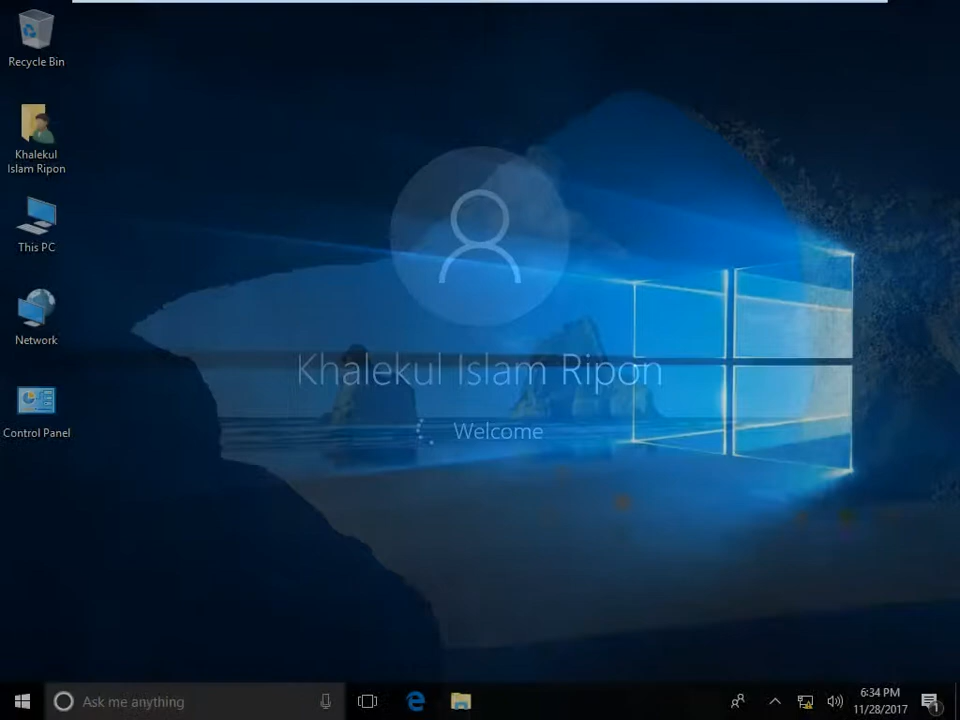 Recycle Bin
Khalekul
Islam Ripon
This PC
Network
Control Panel
Khalekul Islam Ripon
Welcome
Ask me anything
6:34 PM
11/28/2017
1